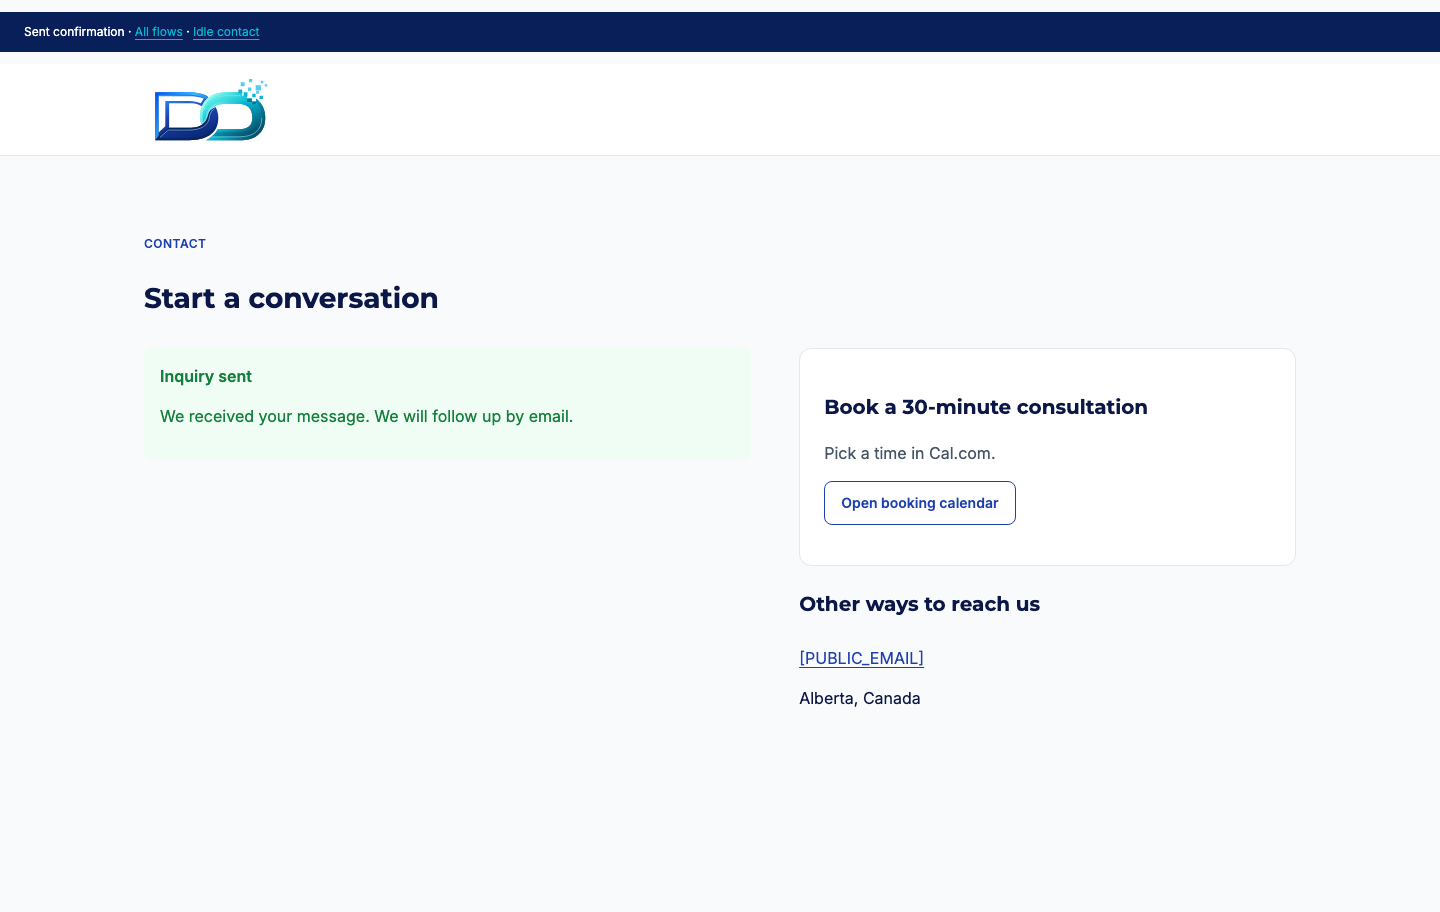 Sent confirmation · All flows · Idle contact
DO
CONTACT
Start a conversation
Inquiry sent
We received your message. We will follow up by email.
Book a 30-minute consultation
Pick a time in Cal.com.
Open booking calendar
Other ways to reach us
[PUBLIC_EMAIL]
Alberta, Canada